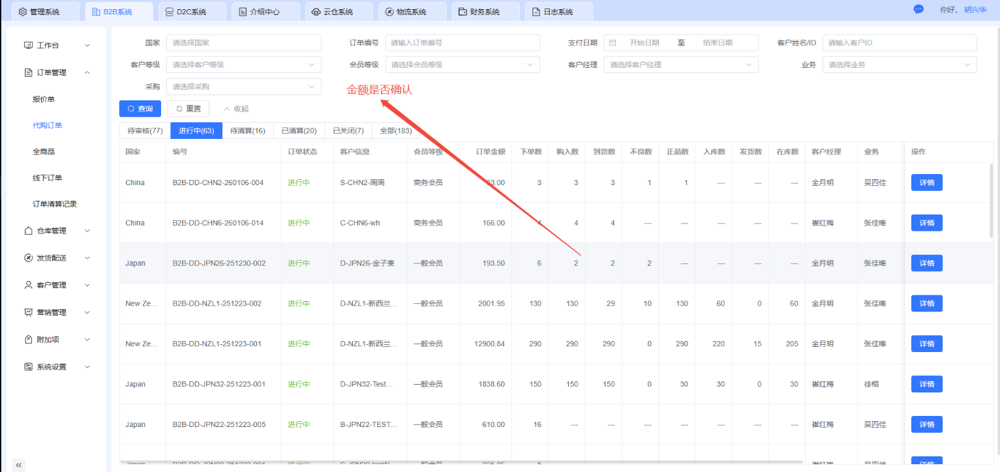 管理系统 B2B系统 D2C系统 介绍中心 云仓系统 物流系统 财务系统 日志系统 你好， 胡兴华
工作台
订单管理
报价单
代购订单
全商品
线下订单
订单清算记录
仓库管理
发货配送
客户管理
营销管理
附加项
系统设置
国家 请选择国家 订单编号 请输入订单编号 支付日期 开始日期 至 结束日期 客户姓名/ID 请输入客户ID
客户等级 请选择客户等级 会员等级 请选择会员等级 客户经理 请选择客户经理 业务 请选择业务
采购 请选择采购 金额是否确认
查询 重置 收起
待审核(77) 进行中(63) 待清算(16) 已清算(20) 已关闭(7) 全部(183)
国家 编号 订单状态 客户信息 会员等级 订单金额 下单数 购入数 到货数 不良数 正品数 入库数 发货数 在库数 客户经理 业务 操作
China B2B-DD-CHN2-260106-004 进行中 S-CHN2-周周 商务会员 33.00 3 3 3 1 1 --- --- --- 金月明 吴四佳 详情
China B2B-DD-CHN6-260106-014 进行中 C-CHN6-wh 商务会员 166.00 4 4 4 --- --- --- --- --- 崔红梅 张佳唯 详情
Japan B2B-DD-JPN26-251230-002 进行中 D-JPN26-金子東 一般会员 193.50 6 2 2 2 --- --- --- --- 金月明 张佳唯 详情
New Ze... B2B-DD-NZL1-251223-002 进行中 D-NZL1-新西兰... 一般会员 2001.95 130 130 29 10 130 60 0 60 金月明 张佳唯 详情
New Ze... B2B-DD-NZL1-251223-001 进行中 D-NZL1-新西兰... 一般会员 12900.84 290 290 290 0 290 220 15 205 金月明 张佳唯 详情
Japan B2B-DD-JPN32-251223-001 进行中 D-JPN32-Test... 一般会员 1838.60 150 150 150 0 30 30 0 30 崔红梅 徐榕 详情
Japan B2B-DD-JPN22-251223-005 进行中 B-JPN22-TEST... 一般会员 610.00 16 --- --- --- --- --- --- --- 崔红梅 吴四佳 详情